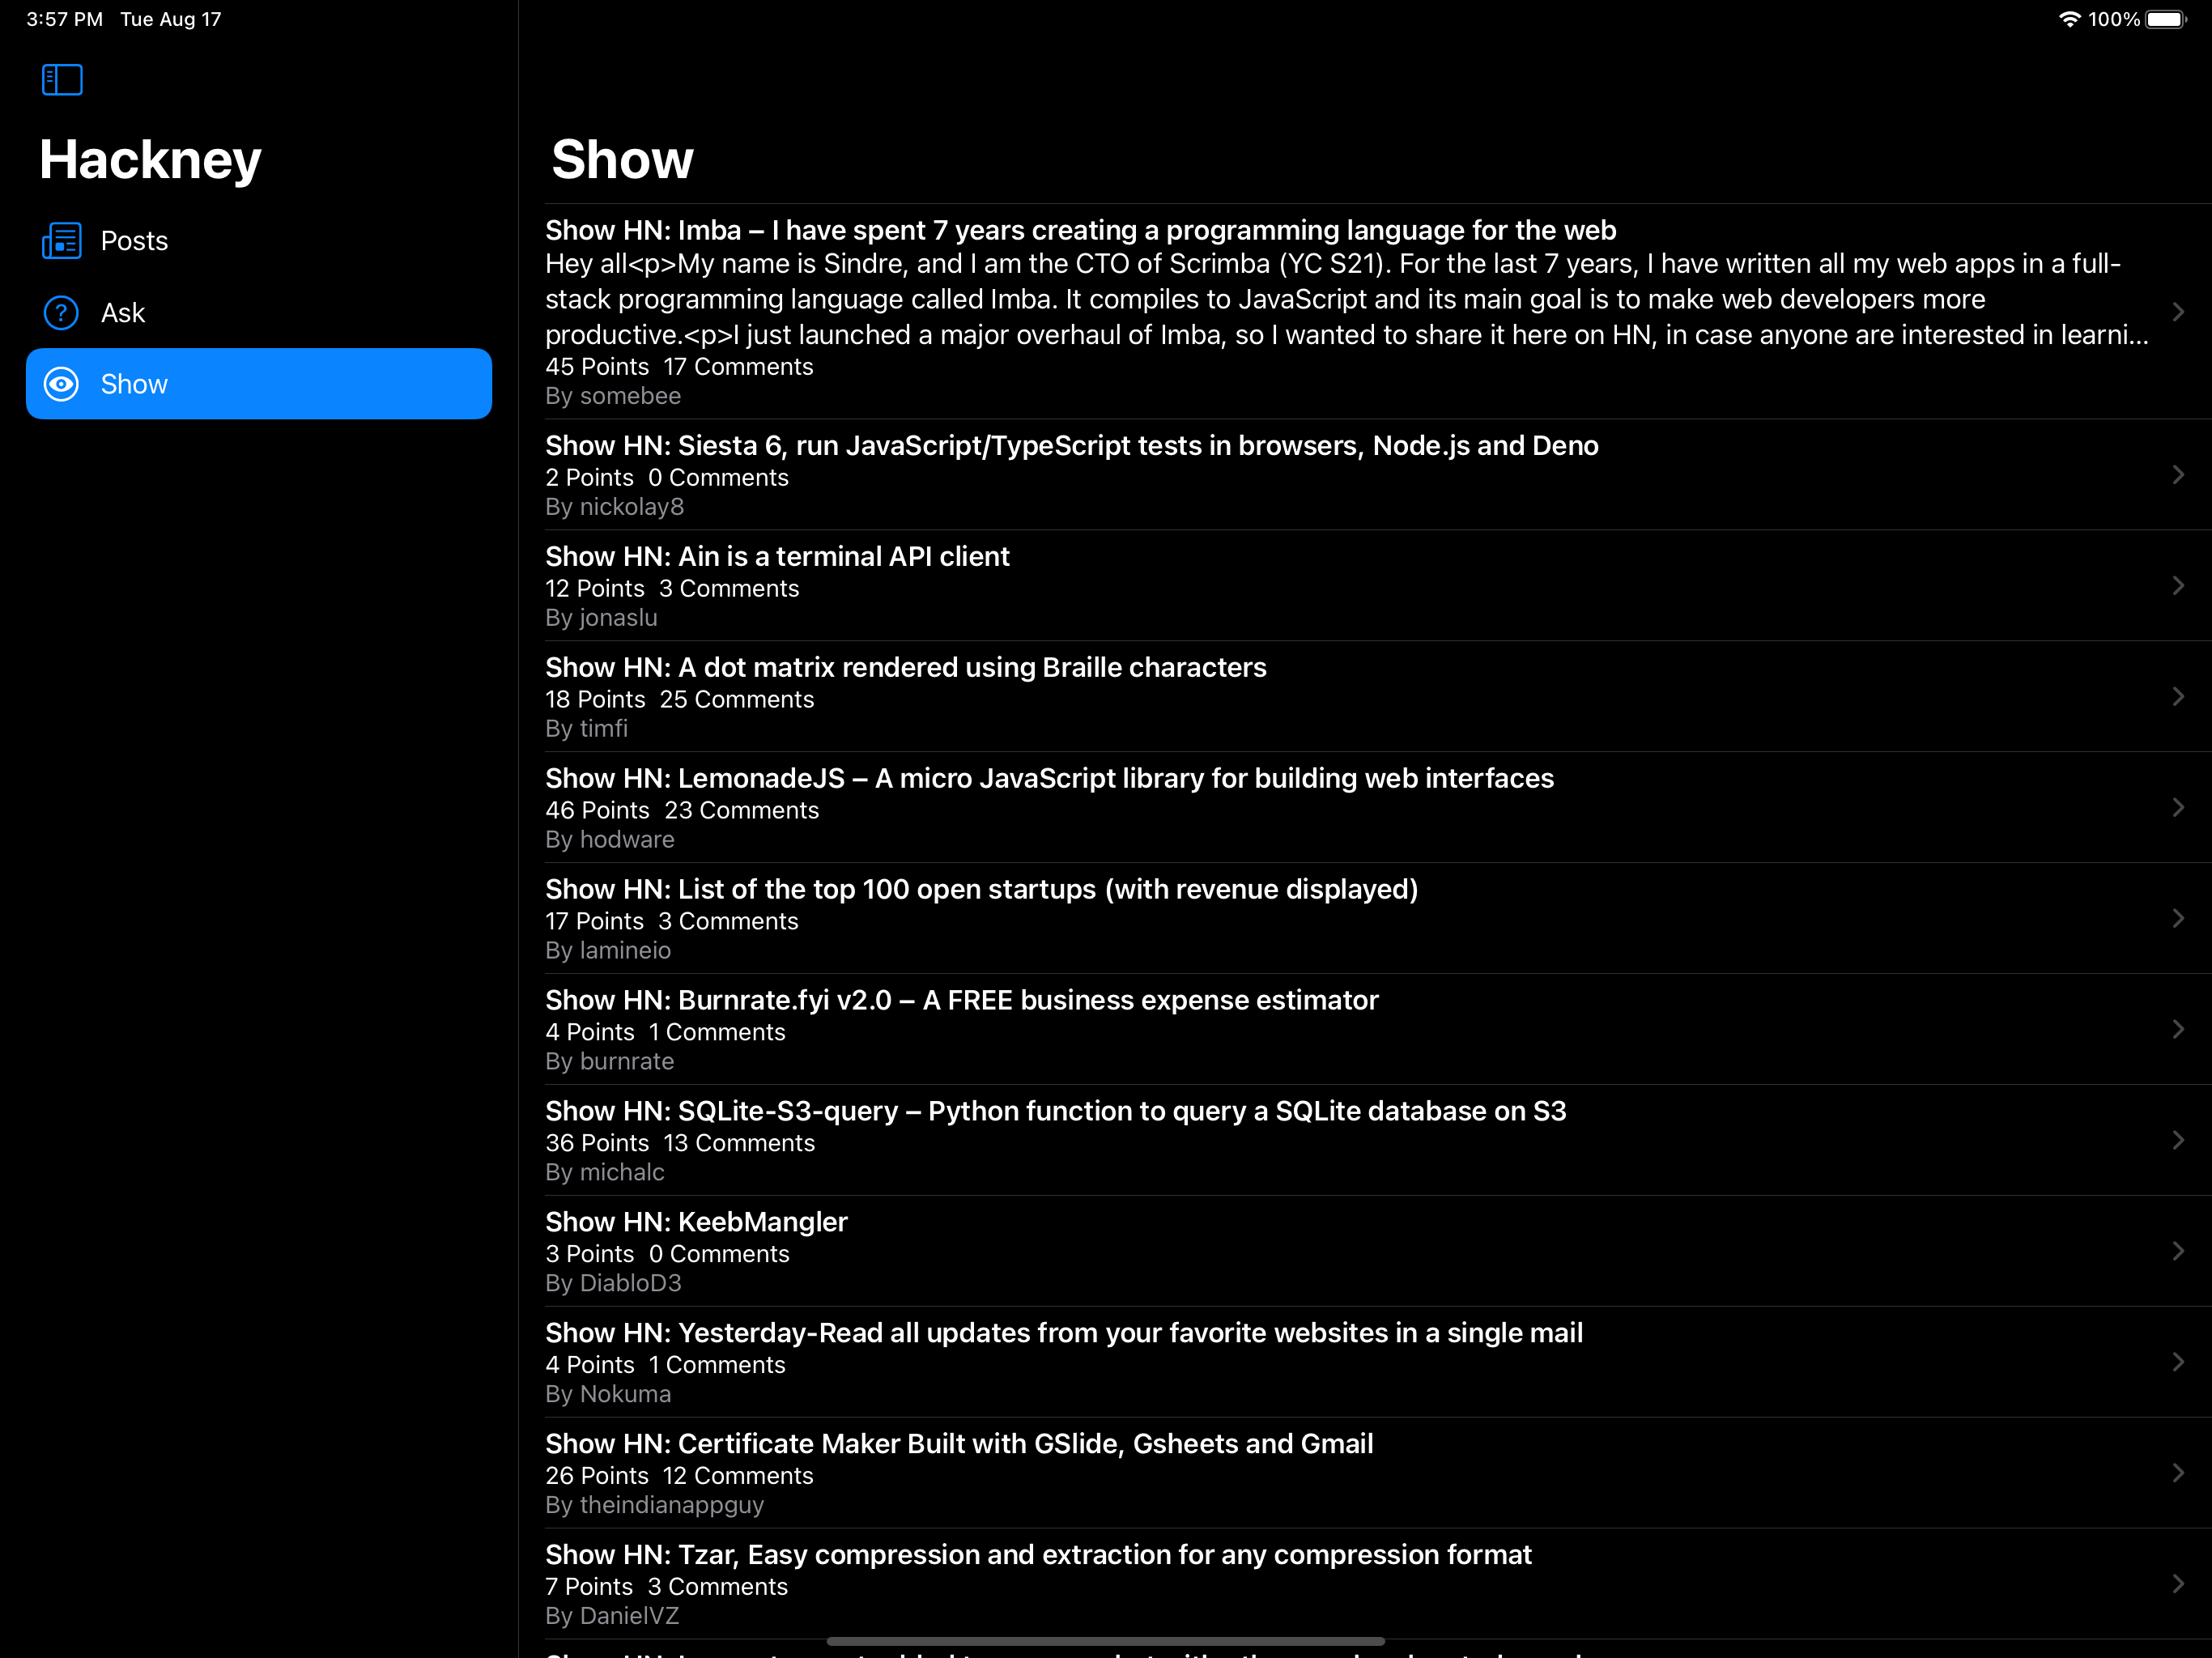 3:57 PM Tue Aug 17
100%
Hackney
Posts
Ask
Show
Show
Show HN: Imba – I have spent 7 years creating a programming language for the web
Hey all<p>My name is Sindre, and I am the CTO of Scrimba (YC S21). For the last 7 years, I have written all my web apps in a full-
stack programming language called Imba. It compiles to JavaScript and its main goal is to make web developers more
productive.<p>I just launched a major overhaul of Imba, so I wanted to share it here on HN, in case anyone are interested in learni...
45 Points 17 Comments
By somebee
Show HN: Siesta 6, run JavaScript/TypeScript tests in browsers, Node.js and Deno
2 Points 0 Comments
By nickolay8
Show HN: Ain is a terminal API client
12 Points 3 Comments
By jonaslu
Show HN: A dot matrix rendered using Braille characters
18 Points 25 Comments
By timfi
Show HN: LemonadeJS – A micro JavaScript library for building web interfaces
46 Points 23 Comments
By hodware
Show HN: List of the top 100 open startups (with revenue displayed)
17 Points 3 Comments
By lamineio
Show HN: Burnrate.fyi v2.0 – A FREE business expense estimator
4 Points 1 Comments
By burnrate
Show HN: SQLite-S3-query – Python function to query a SQLite database on S3
36 Points 13 Comments
By michalc
Show HN: KeebMangler
3 Points 0 Comments
By DiabloD3
Show HN: Yesterday-Read all updates from your favorite websites in a single mail
4 Points 1 Comments
By Nokuma
Show HN: Certificate Maker Built with GSlide, Gsheets and Gmail
26 Points 12 Comments
By theindianappguy
Show HN: Tzar, Easy compression and extraction for any compression format
7 Points 3 Comments
By DanielVZ